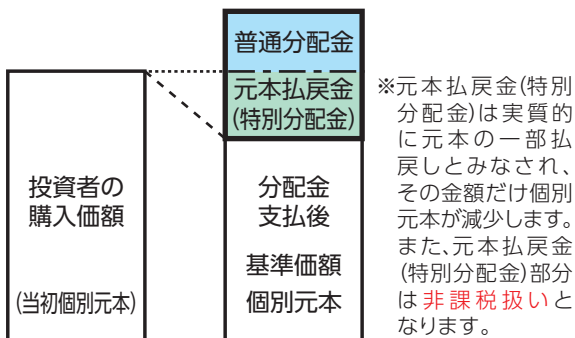 普通分配金
元本払戻金
(特別分配金)
投資者の
購入価額
(当初個別元本)
分配金
支払後
基準価額
個別元本
※元本払戻金(特別
分配金)は実質的
に元本の一部払
戻しとみなされ、
その金額だけ個別
元本が減少します。
また、元本払戻金
(特別分配金)部分
は非課税扱いと
なります。